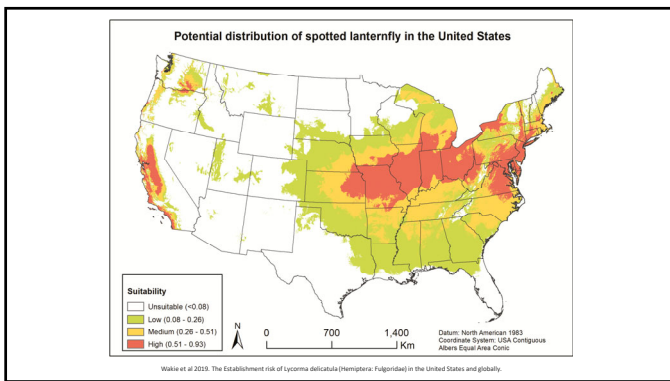 Potential distribution of spotted lanternfly in the United States
Suitability
Unsuitable (<0.08)
Low (0.08 - 0.26)
Medium (0.26 - 0.51)
High (0.51 - 0.93)
N
0 700 1,400
Km
Datum: North American 1983
Coordinate System: USA Contiguous
Albers Equal Area Conic
Wakie et al 2019. The Establishment risk of Lycorma delicatula (Hemiptera: Fulgoridae) in the United States and globally.